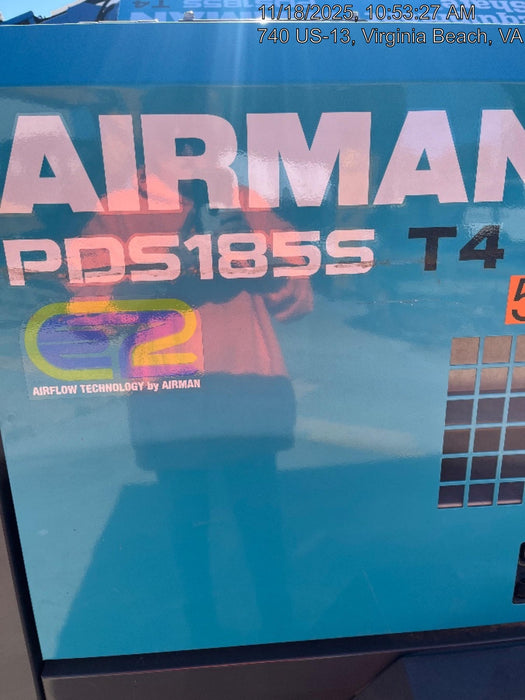 11/18/2025, 10:53:27 AM
740 US-13, Virginia Beach, VA
AIRMAN
PDS185S T4
5
E2
AIRFLOW TECHNOLOGY by AIRMAN